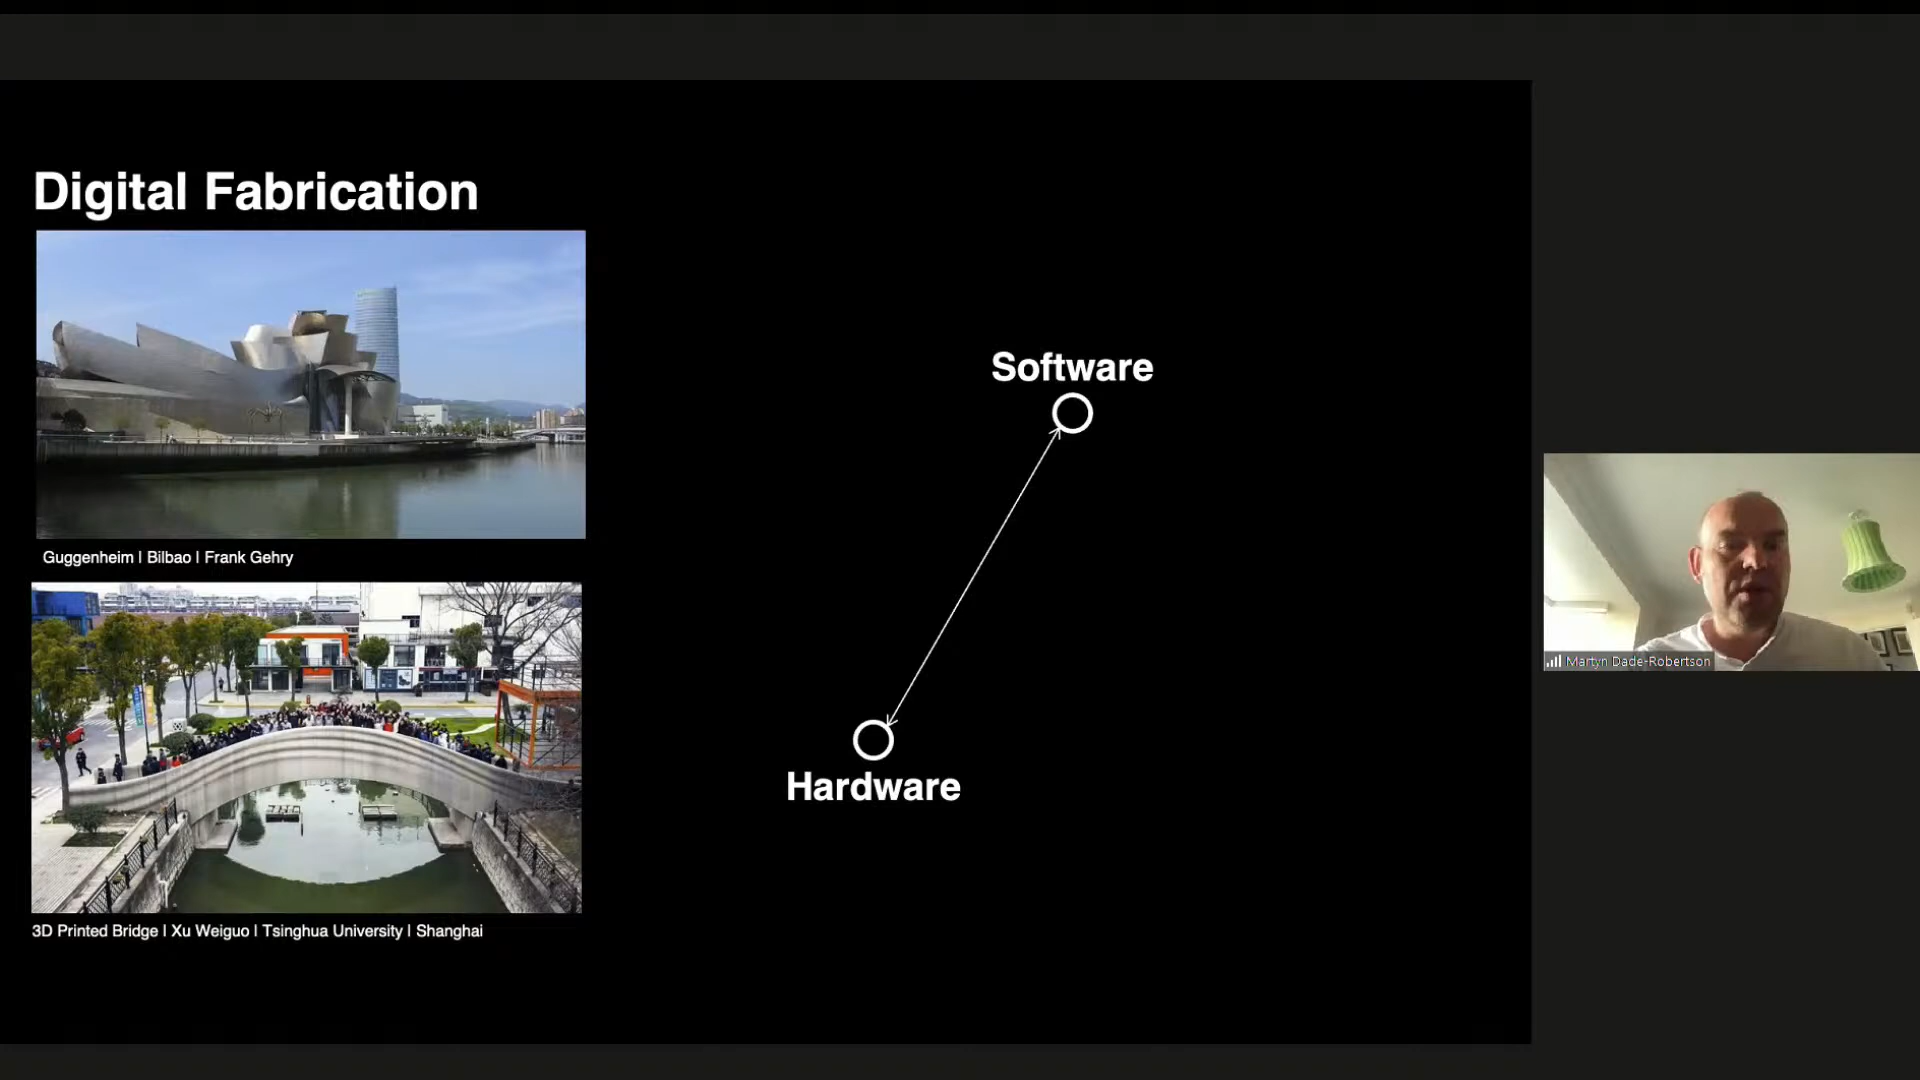 Digital Fabrication
Guggenheim | Bilbao | Frank Gehry
3D Printed Bridge | Xu Weiguo | Tsinghua University | Shanghai
Software
Hardware
Martyn Dade-Robertson